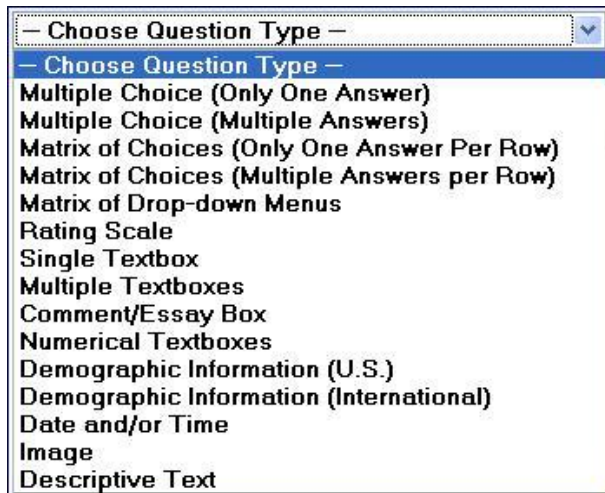 – Choose Question Type –
– Choose Question Type –
Multiple Choice (Only One Answer)
Multiple Choice (Multiple Answers)
Matrix of Choices (Only One Answer Per Row)
Matrix of Choices (Multiple Answers per Row)
Matrix of Drop-down Menus
Rating Scale
Single Textbox
Multiple Textboxes
Comment/Essay Box
Numerical Textboxes
Demographic Information (U.S.)
Demographic Information (International)
Date and/or Time
Image
Descriptive Text